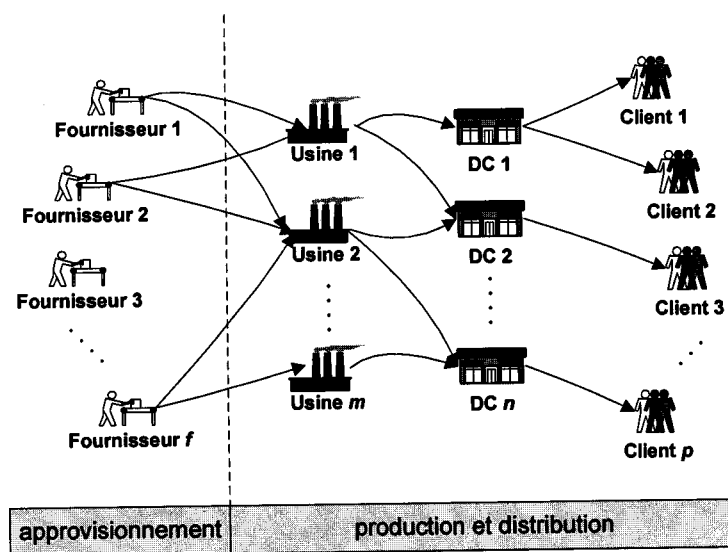 Fournisseur 1
Usine 1
DC 1
Client 1
Fournisseur 2
Usine 2
DC 2
Client 2
Fournisseur 3
Client 3
Fournisseur f
Usine m
DC n
Client p
approvisionnement
production et distribution